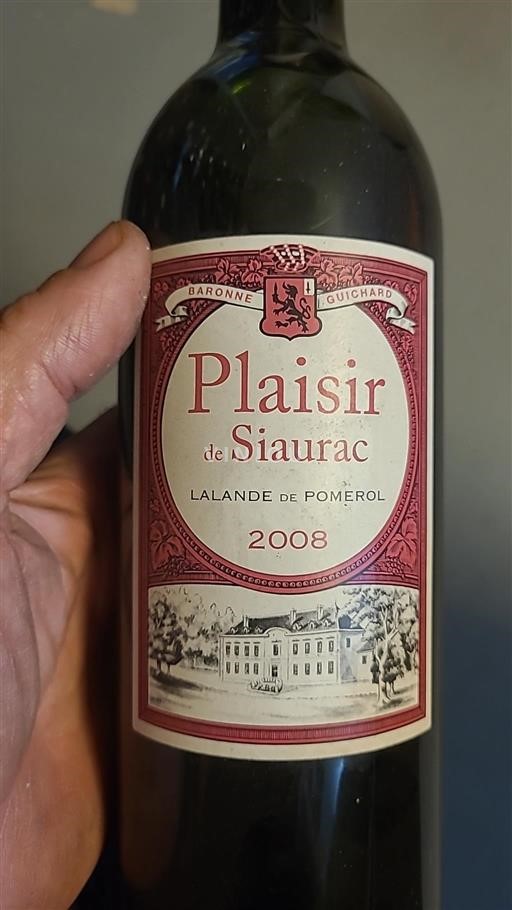 BARONNE GUICHARD
Plaisir
de Siaurac
LALANDE DE POMEROL
2008